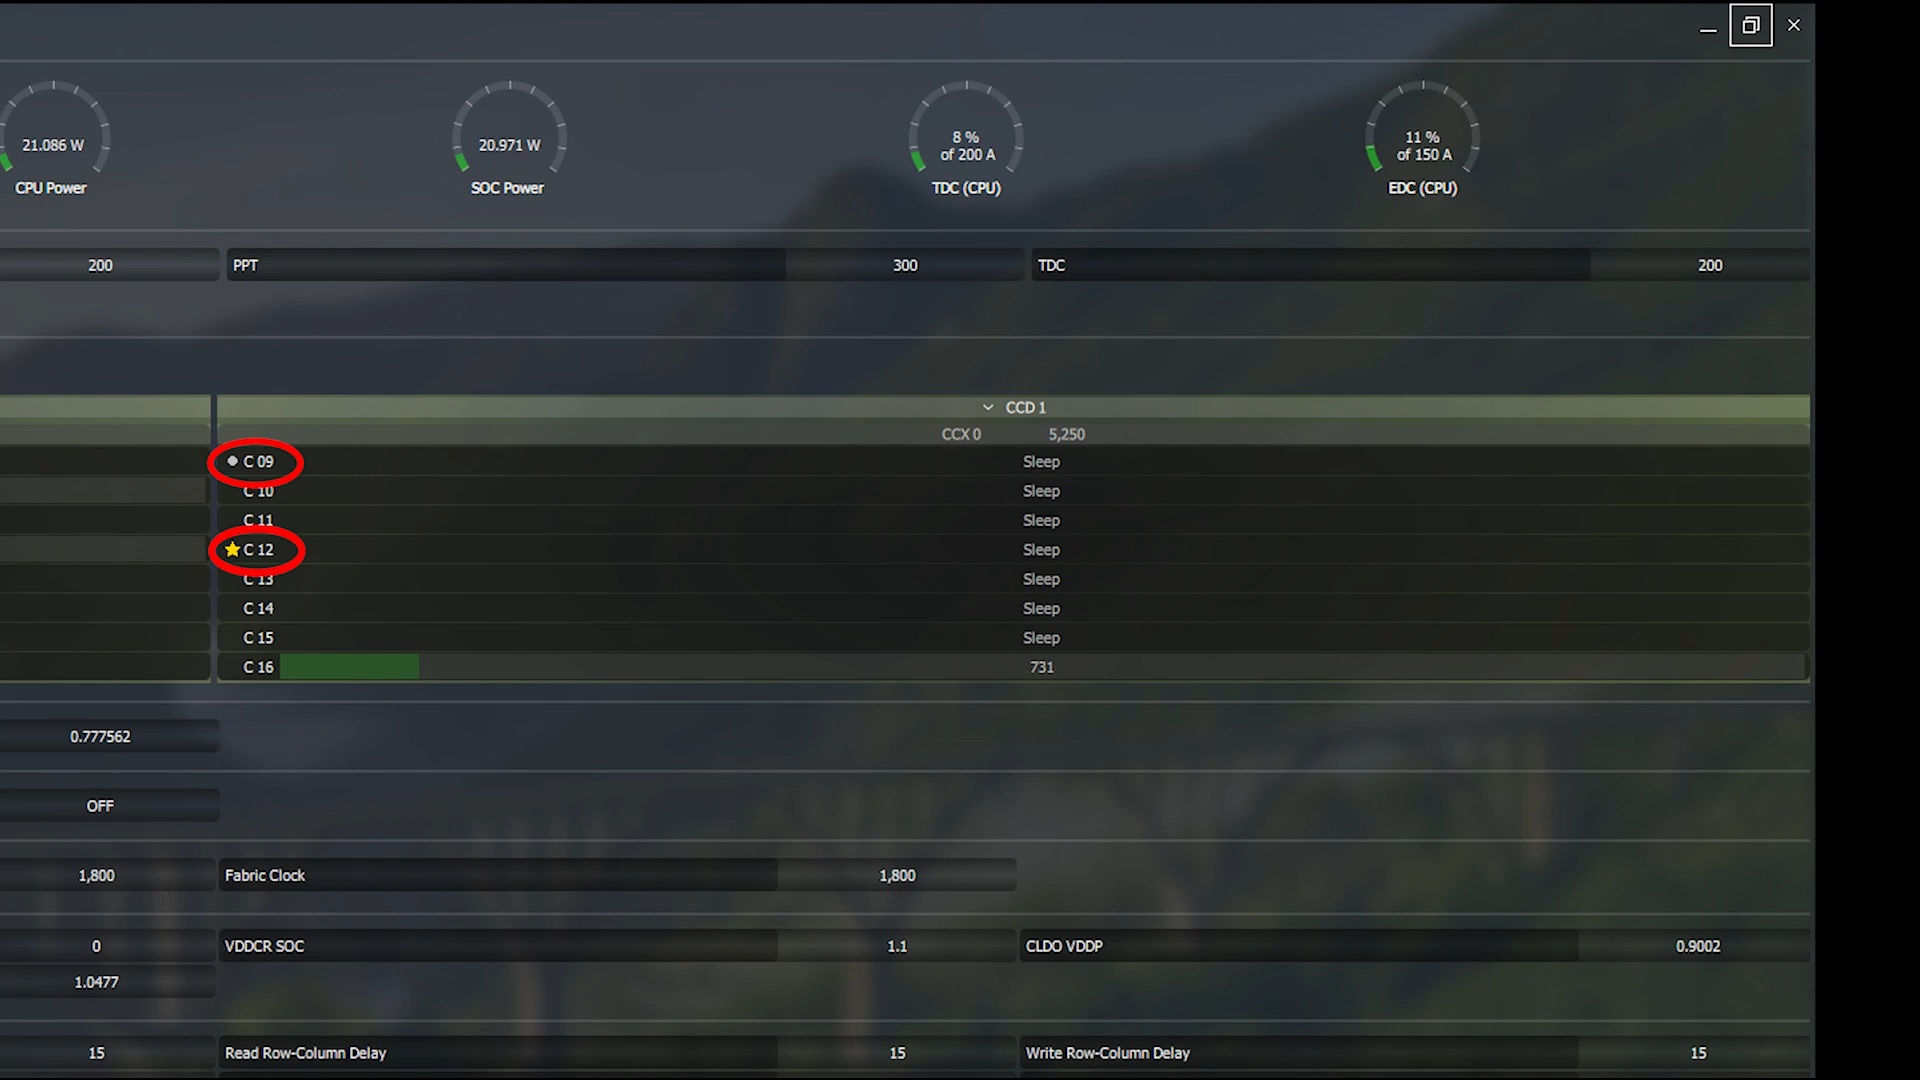 21.086 W
CPU Power
20.971 W
SOC Power
8 %
of 200 A
TDC (CPU)
11 %
of 150 A
EDC (CPU)
200 PPT 300 TDC 200
CCD 1
CCX 0 5,250
C 09 Sleep
C 10 Sleep
C 11 Sleep
C 12 Sleep
C 13 Sleep
C 14 Sleep
C 15 Sleep
C 16 731
0.777562
OFF
1,800 Fabric Clock 1,800
0 VDDCR SOC 1.1 CLDO VDDP 0.9002
1.0477
15 Read Row-Column Delay 15 Write Row-Column Delay 15